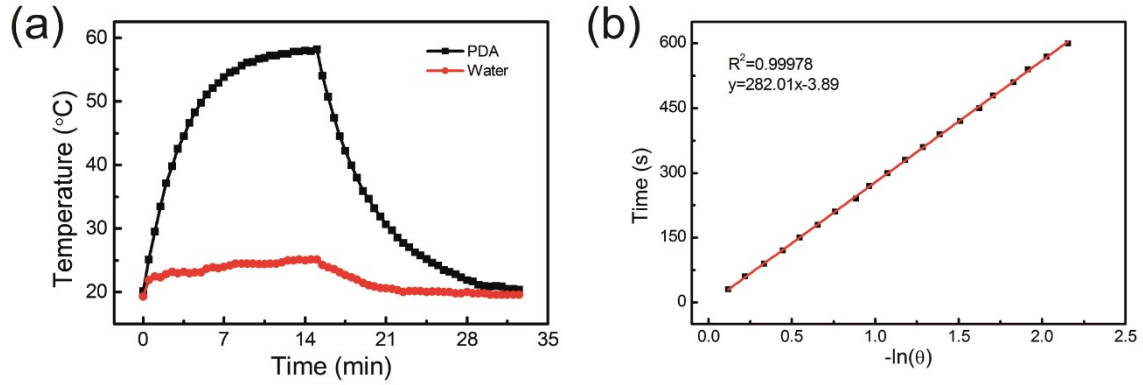 (a)
60
50
40
30
20
Temperature (°C)
PDA
Water
0 7 14 21 28 35
Time (min)
(b)
600
450
300
150
0
Time (s)
R²=0.99978
y=282.01x-3.89
0.0 0.5 1.0 1.5 2.0 2.5
-ln(θ)